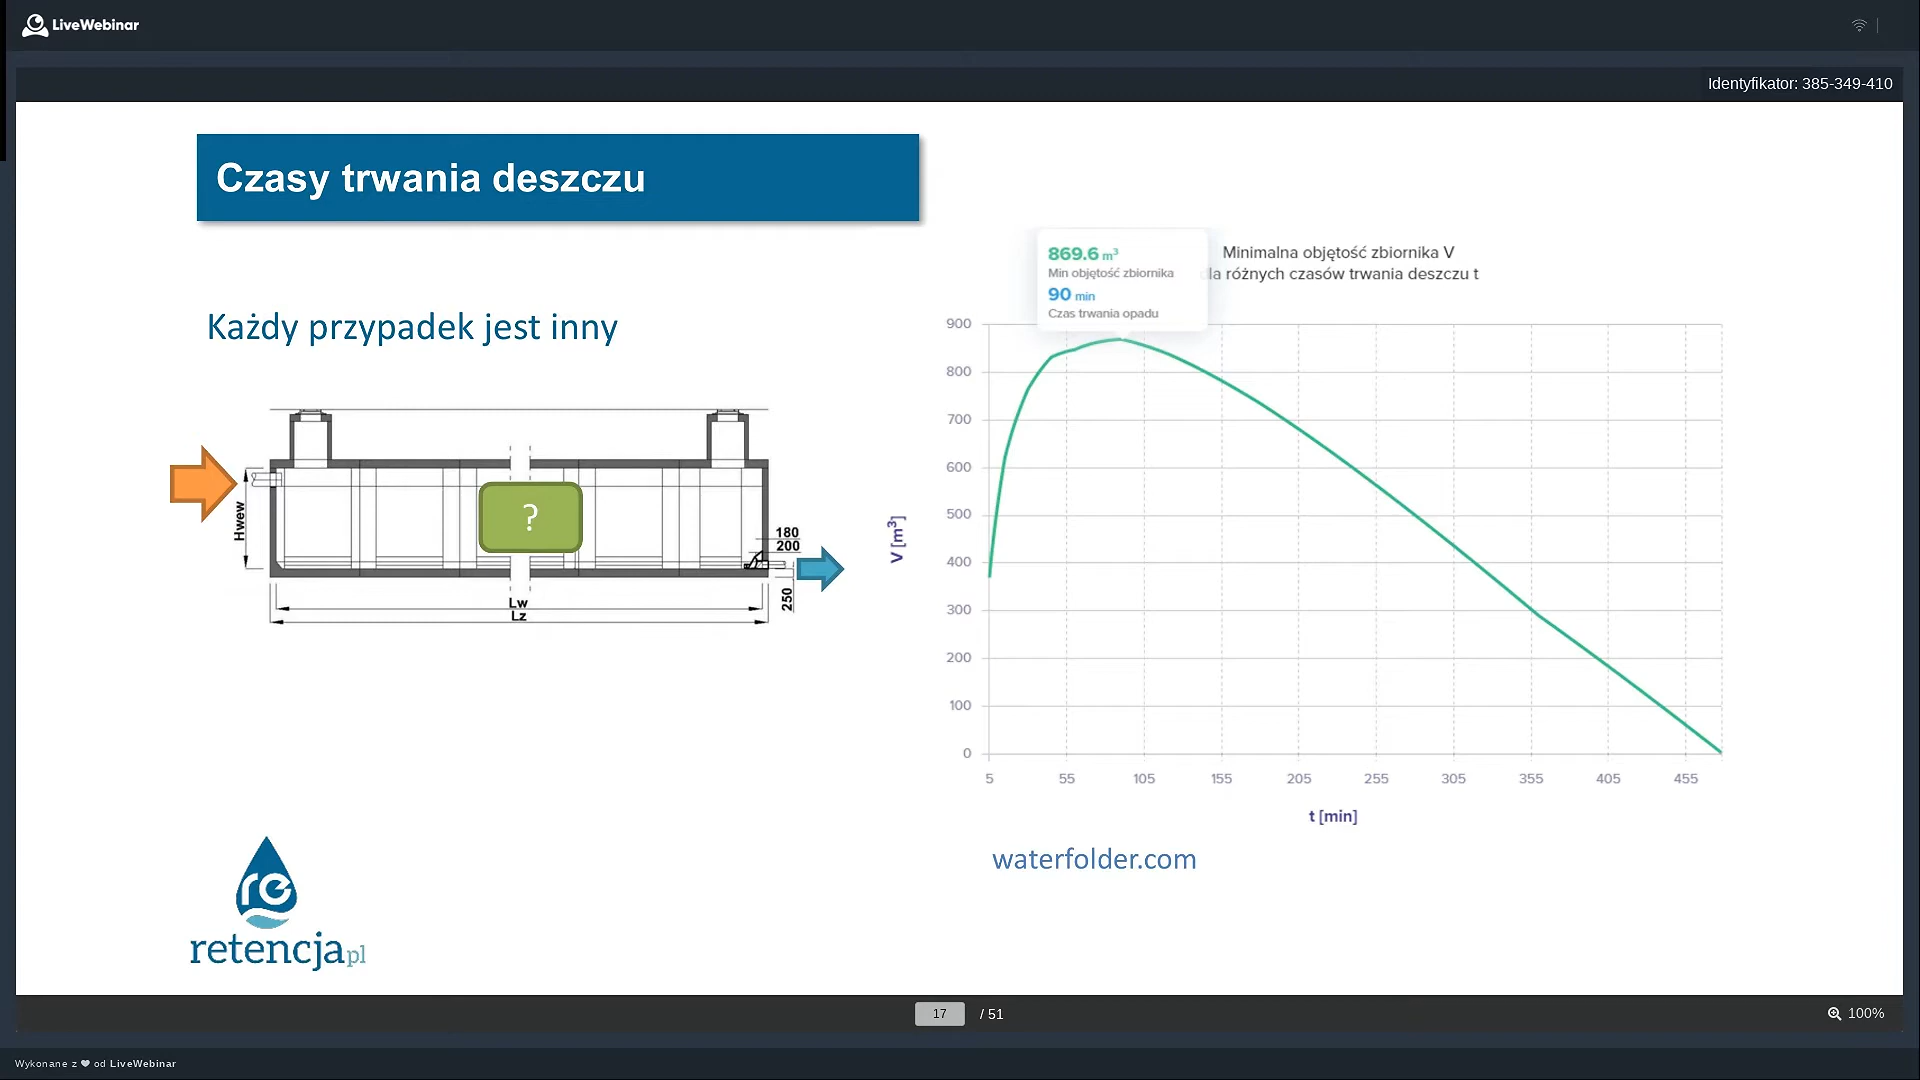 LiveWebinar
Identyfikator: 385-349-410
Czasy trwania deszczu
Każdy przypadek jest inny
Hwew
?
180
200
250
Lw
Lz
869.6 m³
Min objętość zbiornika
90 min
Czas trwania opadu
Minimalna objętość zbiornika V
dla różnych czasów trwania deszczu t
900
800
700
600
500
400
300
200
100
0
V [m³]
5 55 105 155 205 255 305 355 405 455
t [min]
waterfolder.com
re
retencjapl
17 / 51
100%
Wykonane z ❤ od LiveWebinar